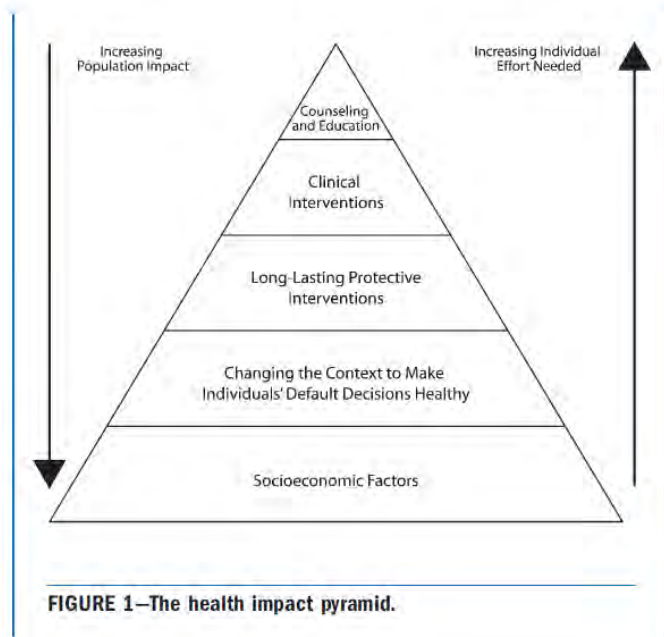 Increasing
Population Impact
Increasing Individual
Effort Needed
Counseling
and Education
Clinical
Interventions
Long-Lasting Protective
Interventions
Changing the Context to Make
Individuals' Default Decisions Healthy
Socioeconomic Factors
FIGURE 1—The health impact pyramid.